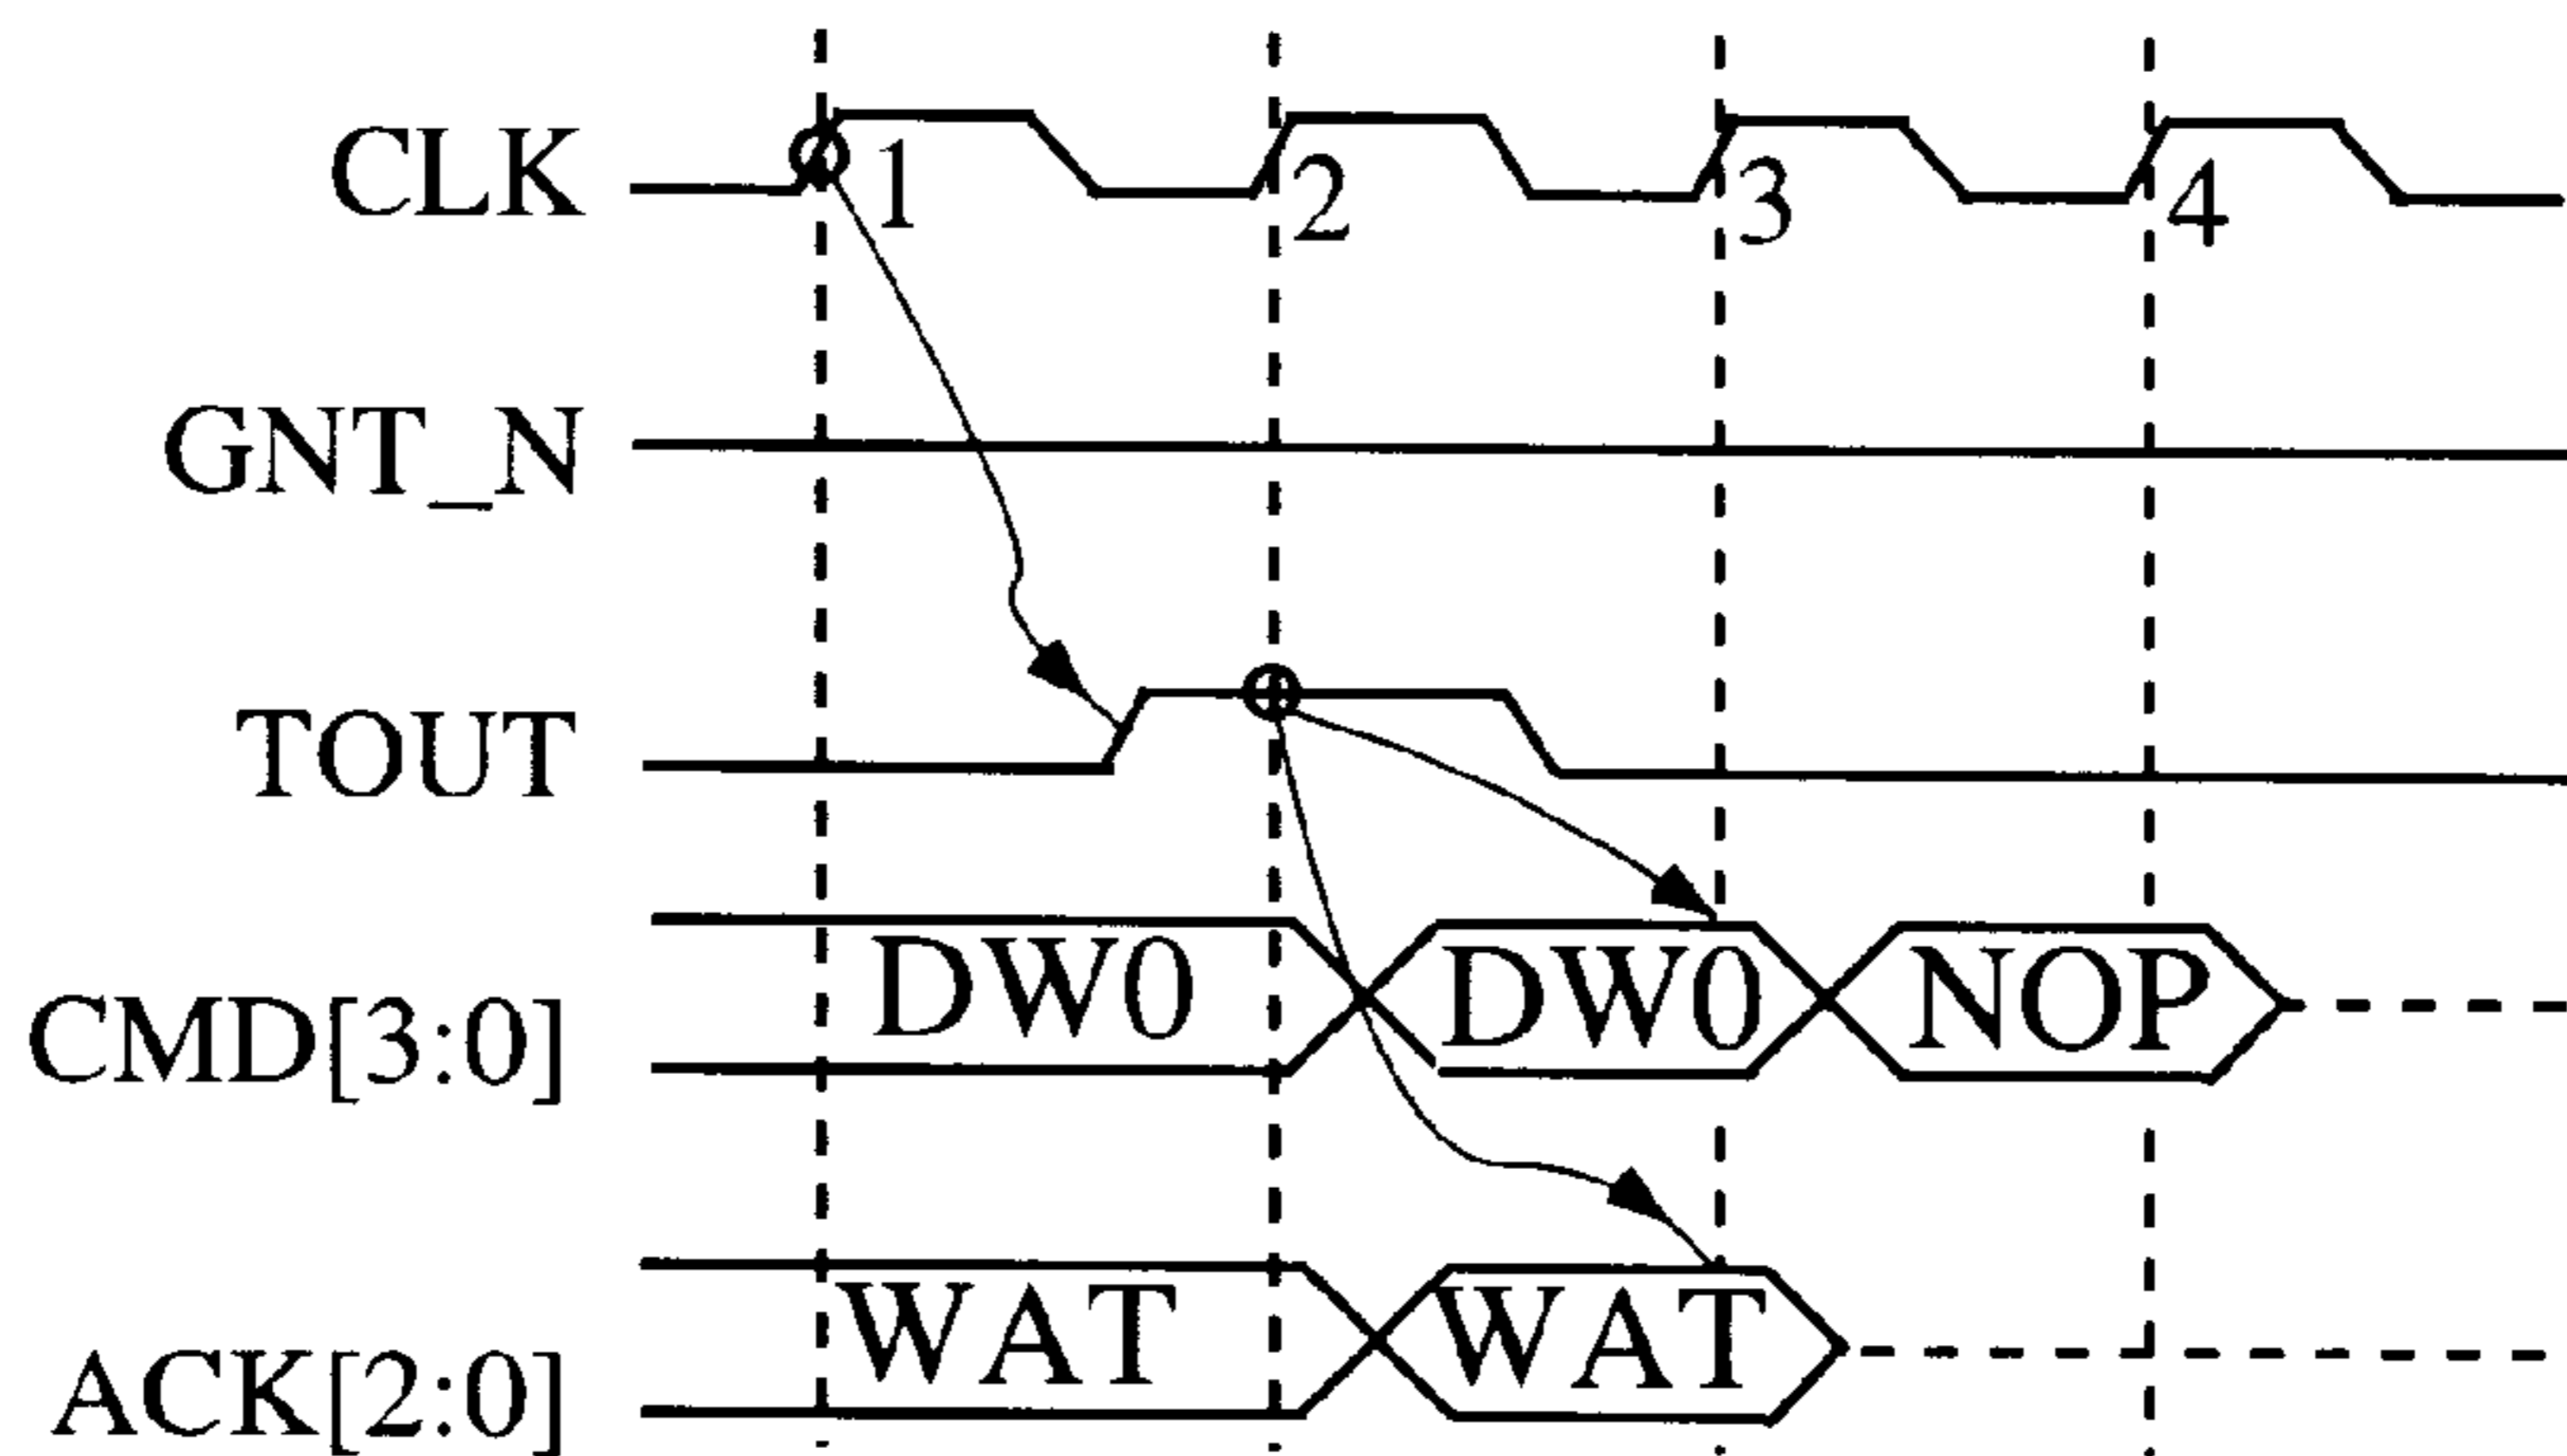 CLK 1 2 3 4
GNT_N
TOUT
CMD[3:0] DW0 DW0 NOP
ACK[2:0] WAT WAT